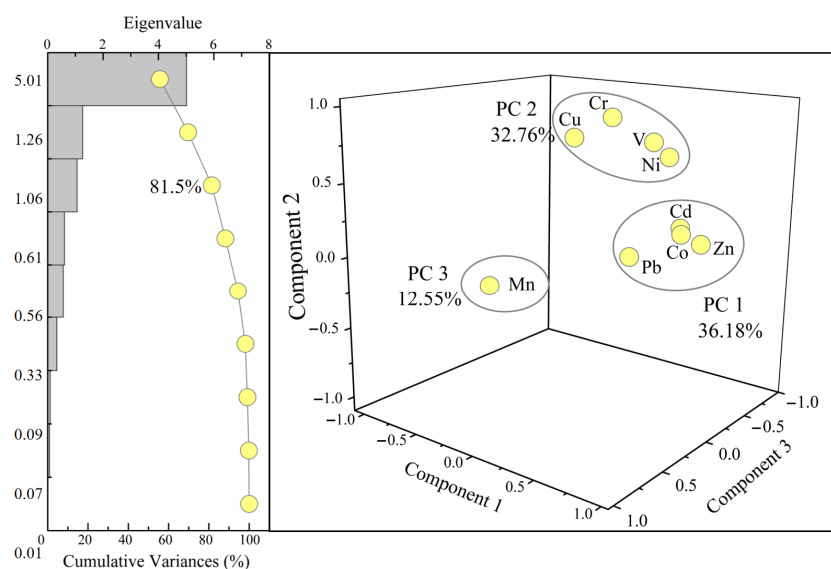 Eigenvalue
0 2 4 6 8
5.01
1.26
1.06
0.61
0.56
0.33
0.09
0.07
0.01
81.5%
0 20 40 60 80 100
Cumulative Variances (%)
1.0
0.5
0.0
−0.5
−1.0
Component 2
PC 2
32.76%
Cr
Cu
V
Ni
Cd
Co
Zn
Pb
PC 1
36.18%
PC 3
12.55%
Mn
-1.0
−0.5
0.0
0.5
1.0
Component 1
−1.0
−0.5
0.0
0.5
1.0
Component 3